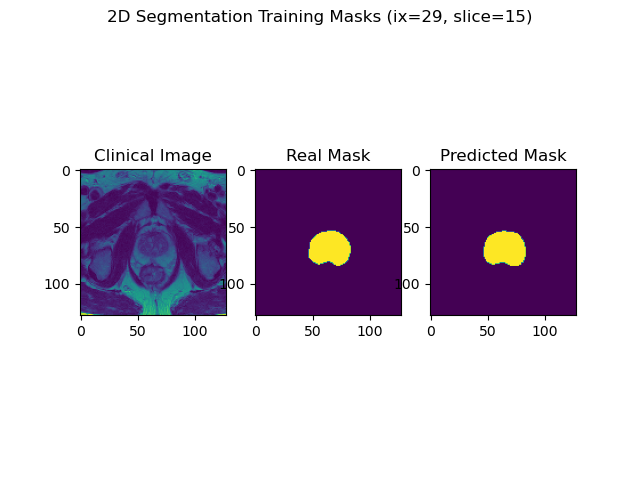 2D Segmentation Training Masks (ix=29, slice=15)
Clinical Image Real Mask Predicted Mask
0 0 0
50 50 50
100 100 100
0 50 100 0 50 100 0 50 100